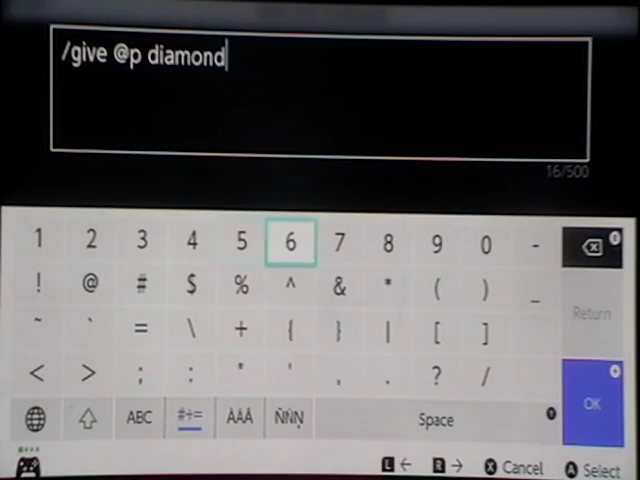 /give @p diamond
16/500
1 2 3 4 5 6 7 8 9 0 -
! @ # $ % ^ & * ( ) _
~ ` = \ + { } | [ ] Return
< > ; : " ' , . ? / OK
ABC #+= ÀÁÂ ÑŃŅ Space
L ← R → X Cancel A Select